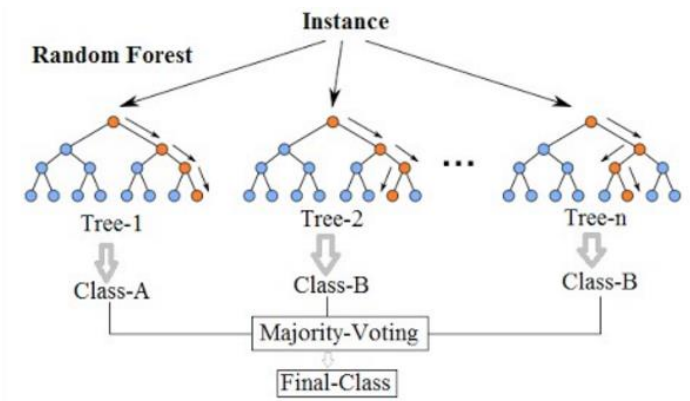 Instance
Random Forest
...
Tree-1 Tree-2 Tree-n
Class-A Class-B Class-B
Majority-Voting
Final-Class